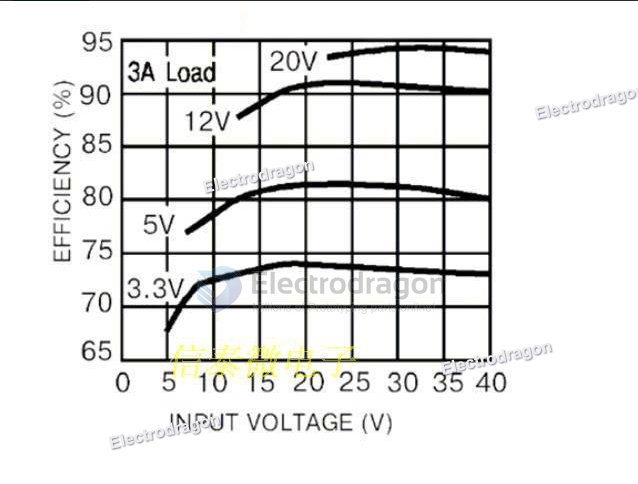 95
3A Load
20V
90
12V
85
80
5V
75
3.3V
70
65
0 5 10 15 20 25 30 35 40
INPUT VOLTAGE (V)
EFFICIENCY (%)
Electrodragon
Electrodragon
Electrodragon
信泰微电子
Electrodragon
Electrodragon